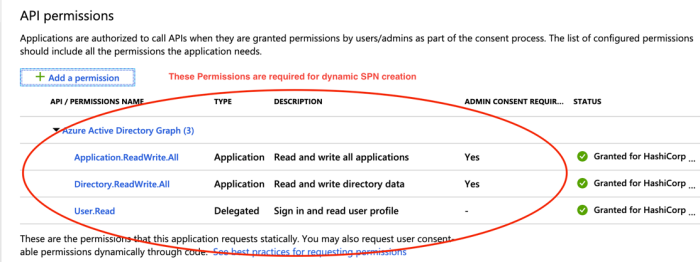 API permissions
Applications are authorized to call APIs when they are granted permissions by users/admins as part of the consent process. The list of configured permissions
should include all the permissions the application needs.
+ Add a permission These Permissions are required for dynamic SPN creation
API / PERMISSIONS NAME TYPE DESCRIPTION ADMIN CONSENT REQUIR... STATUS
Azure Active Directory Graph (3)
Application.ReadWrite.All Application Read and write all applications Yes Granted for HashiCorp ...
Directory.ReadWrite.All Application Read and write directory data Yes Granted for HashiCorp ...
User.Read Delegated Sign in and read user profile - Granted for HashiCorp ...
These are the permissions that this application requests statically. You may also request user consent-
able permissions dynamically through code. See best practices for requesting permissions